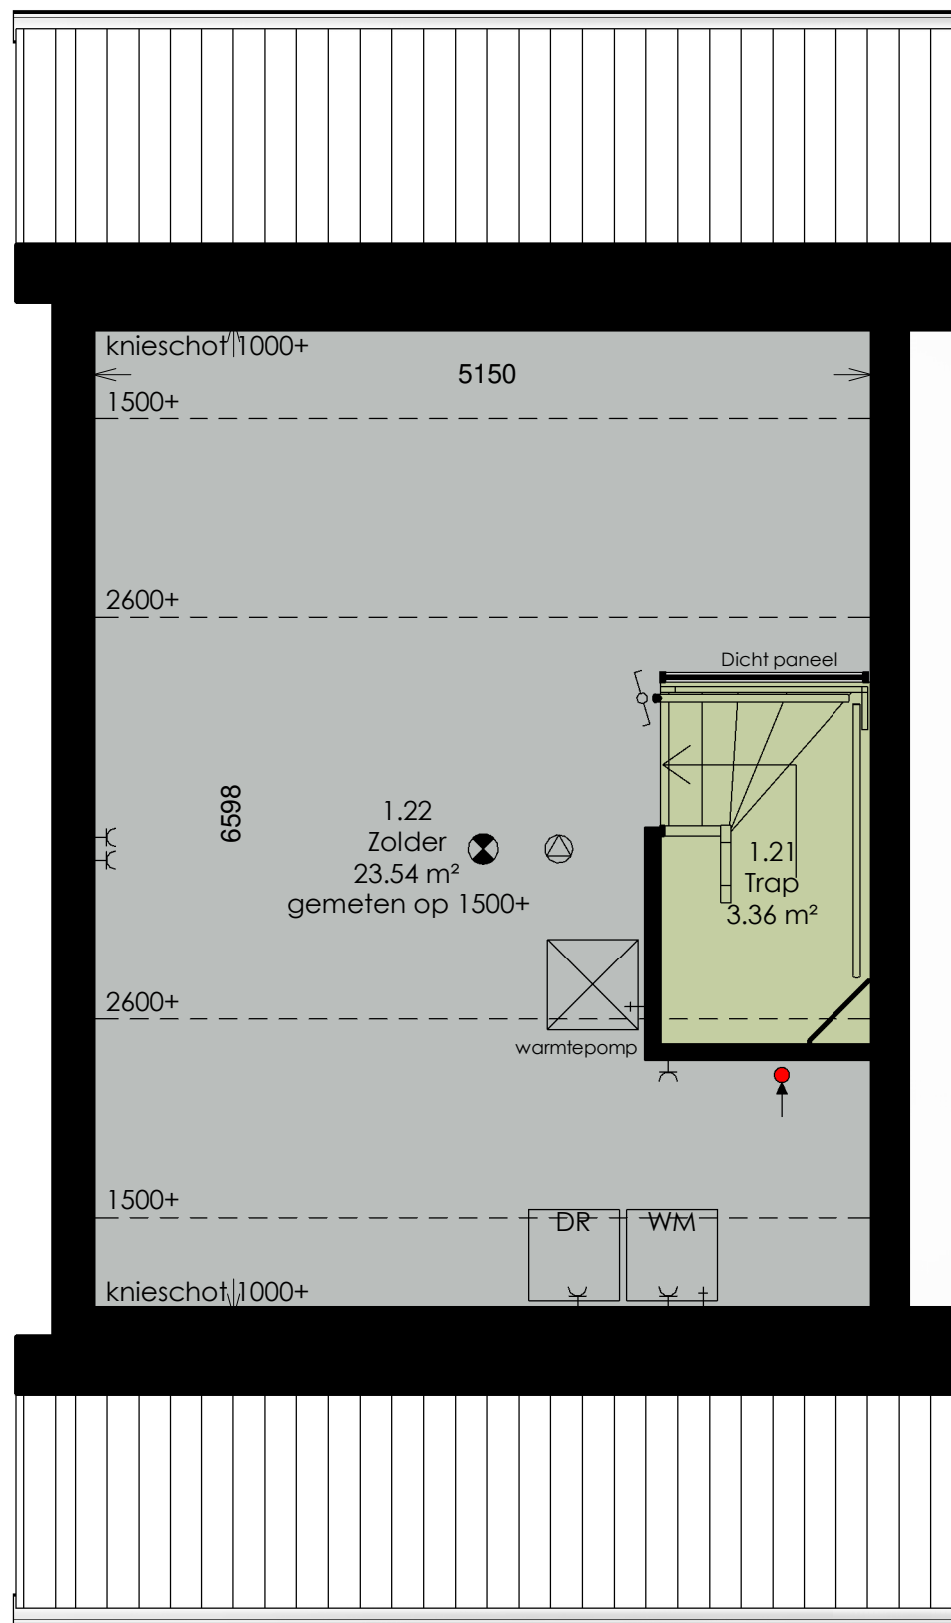 knieschot 1000+
5150
1500+
2600+
Dicht paneel
6598
1.22
Zolder
23.54 m²
gemeten op 1500+
1.21
Trap
3.36 m²
2600+
warmtepomp
1500+
DR
WM
knieschot 1000+